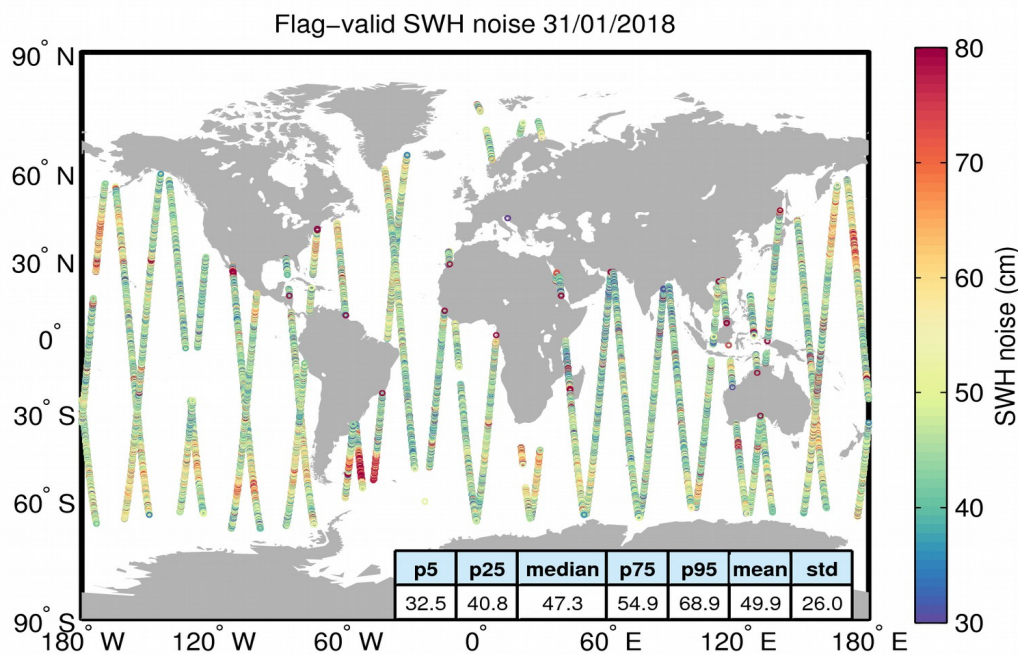 Flag−valid SWH noise 31/01/2018
90° N
60° N
30° N
0°
30° S
60° S
90° S
180° W
120° W
60° W
0°
60° E
120° E
180° E
p5 p25 median p75 p95 mean std
32.5 40.8 47.3 54.9 68.9 49.9 26.0
80
70
60
50
40
30
SWH noise (cm)